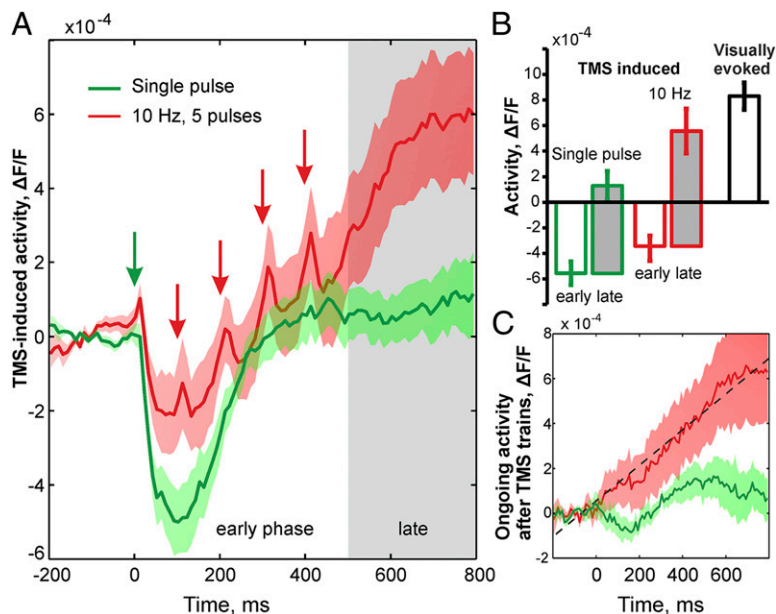 A
x10⁻⁴
TMS-induced activity, ΔF/F
6
4
2
0
-2
-4
-6
Single pulse
10 Hz, 5 pulses
early phase
late
-200
0
200
400
600
800
Time, ms
B
x10⁻⁴
Activity, ΔF/F
8
6
4
2
0
-2
-4
-6
-8
TMS induced
Visually
evoked
10 Hz
Single pulse
early late
early late
C
x 10⁻⁴
Ongoing activity
after TMS trains, ΔF/F
8
6
4
2
0
-2
0
200
400
600
Time, ms